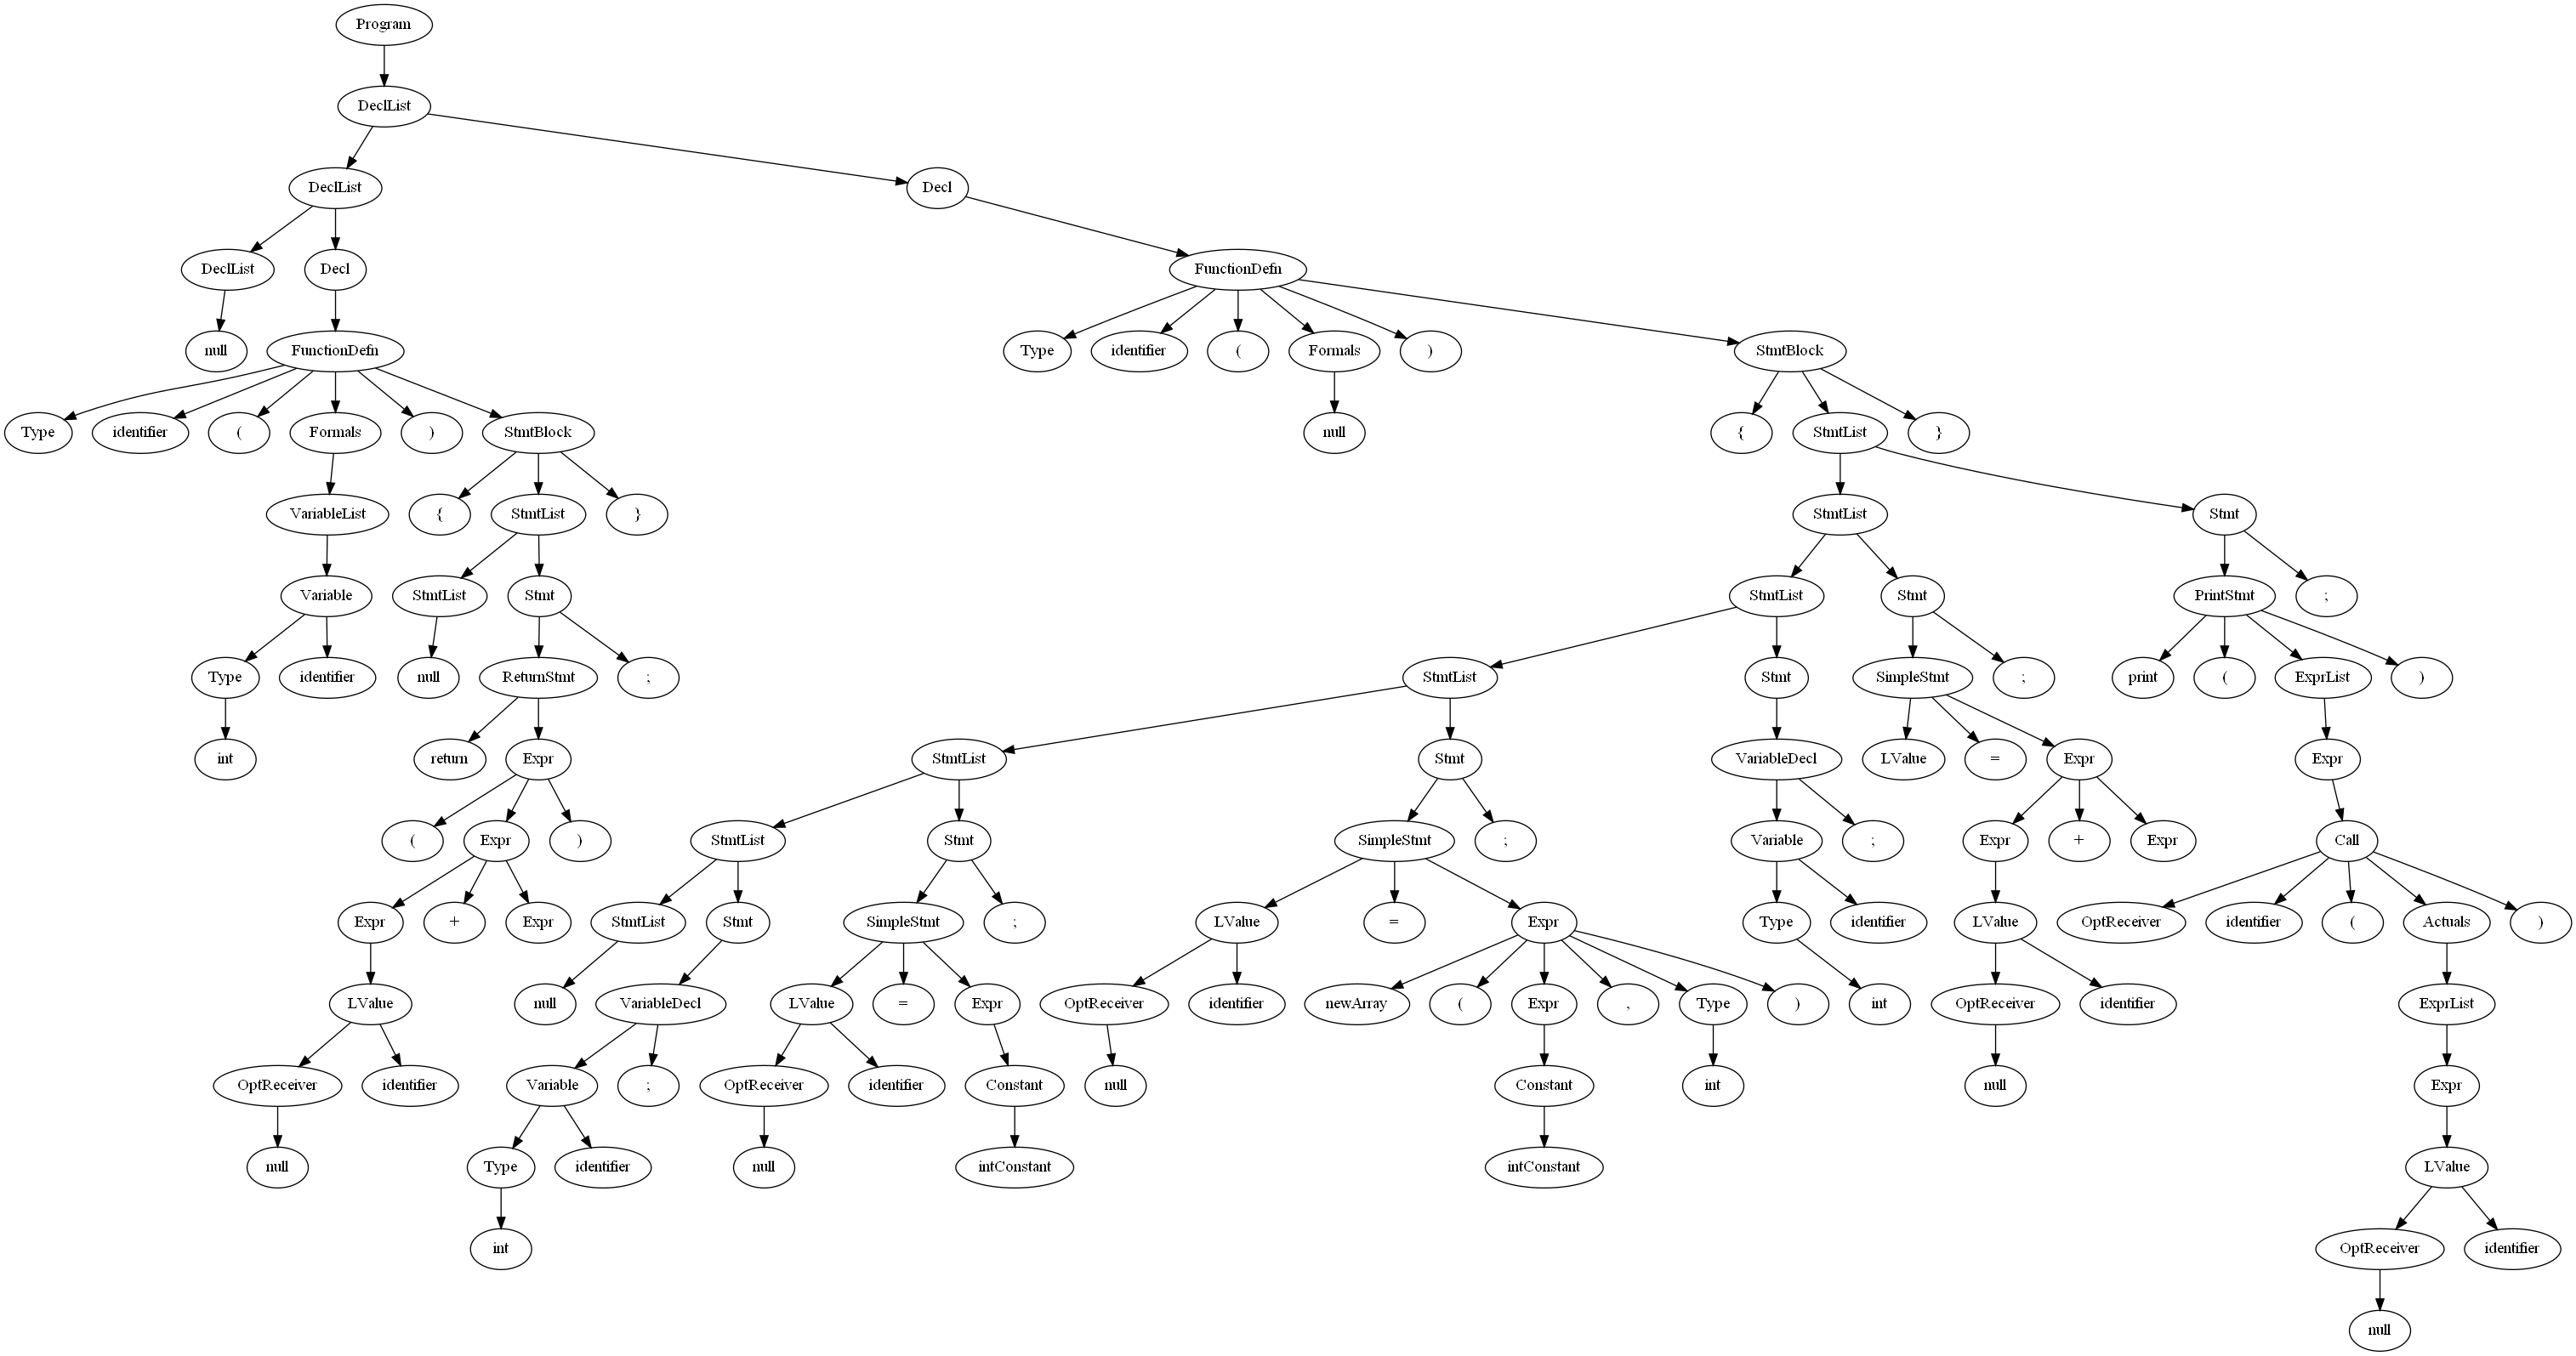 Program
DeclList
DeclList Decl
DeclList Decl FunctionDefn
null FunctionDefn Type identifier ( Formals ) StmtBlock
Type identifier ( Formals ) StmtBlock null { StmtList }
VariableList { StmtList } StmtList Stmt
Variable StmtList Stmt StmtList Stmt PrintStmt ;
Type identifier null ReturnStmt ; StmtList Stmt SimpleStmt ; print ( ExprList )
int return Expr StmtList Stmt VariableDecl LValue = Expr Expr
( Expr ) StmtList Stmt SimpleStmt ; Variable ; Expr + Expr Call
Expr + Expr StmtList Stmt SimpleStmt ; LValue = Expr Type identifier LValue OptReceiver identifier ( Actuals )
LValue null VariableDecl LValue = Expr OptReceiver identifier newArray ( Expr , Type ) int OptReceiver identifier ExprList
OptReceiver identifier Variable ; OptReceiver identifier Constant null Constant int null Expr
null Type identifier null intConstant intConstant LValue
int OptReceiver identifier
null